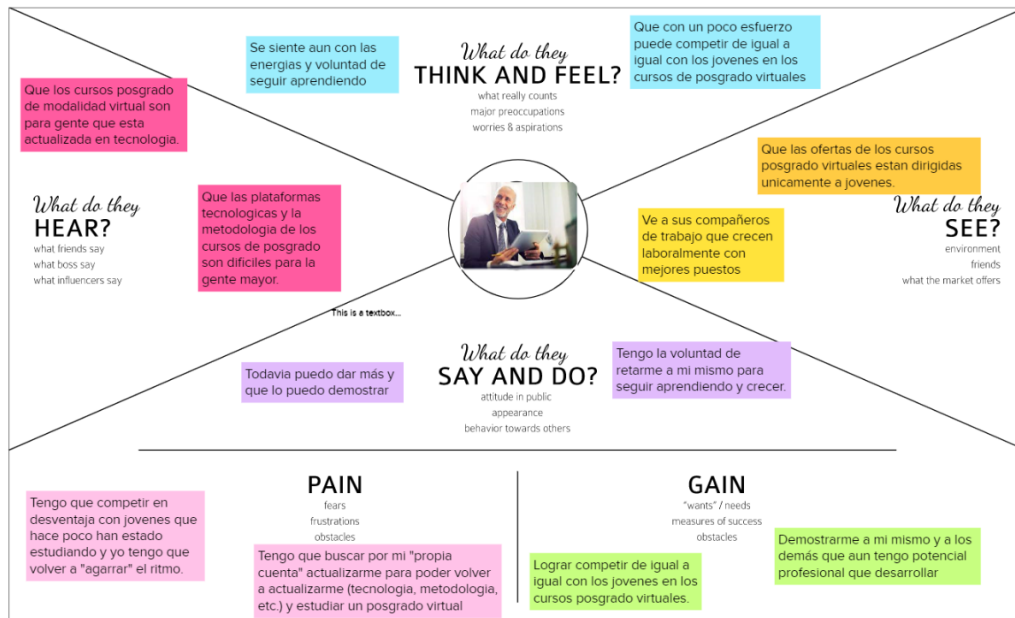 What do they
THINK AND FEEL?
what really counts
major preoccupations
worries & aspirations
Se siente aun con las
energias y voluntad de
seguir aprendiendo
Que con un poco esfuerzo
puede competir de igual a
igual con los jovenes en los
cursos de posgrado virtuales
Que los cursos posgrado
de modalidad virtual son
para gente que esta
actualizada en tecnologia.
What do they
HEAR?
what friends say
what boss say
what influencers say
Que las plataformas
tecnologicas y la
metodologia de los
cursos de posgrado
son dificiles para la
gente mayor.
Que las ofertas de los cursos
posgrado virtuales estan dirigidas
unicamente a jovenes.
Ve a sus compañeros
de trabajo que crecen
laboralmente con
mejores puestos
What do they
SEE?
environment
friends
what the market offers
This is a textbox...
What do they
SAY AND DO?
attitude in public
appearance
behavior towards others
Todavia puedo dar más y
que lo puedo demostrar
Tengo la voluntad de
retarme a mi mismo para
seguir aprendiendo y crecer.
PAIN
fears
frustrations
obstacles
Tengo que competir en
desventaja con jovenes que
hace poco han estado
estudiando y yo tengo que
volver a "agarrar" el ritmo.
Tengo que buscar por mi "propia
cuenta" actualizarme para poder volver
a actualizarme (tecnologia, metodologia,
etc.) y estudiar un posgrado virtual
GAIN
"wants" / needs
measures of success
obstacles
Lograr competir de igual a
igual con los jovenes en los
cursos posgrado virtuales.
Demostrarme a mi mismo y a los
demás que aun tengo potencial
profesional que desarrollar